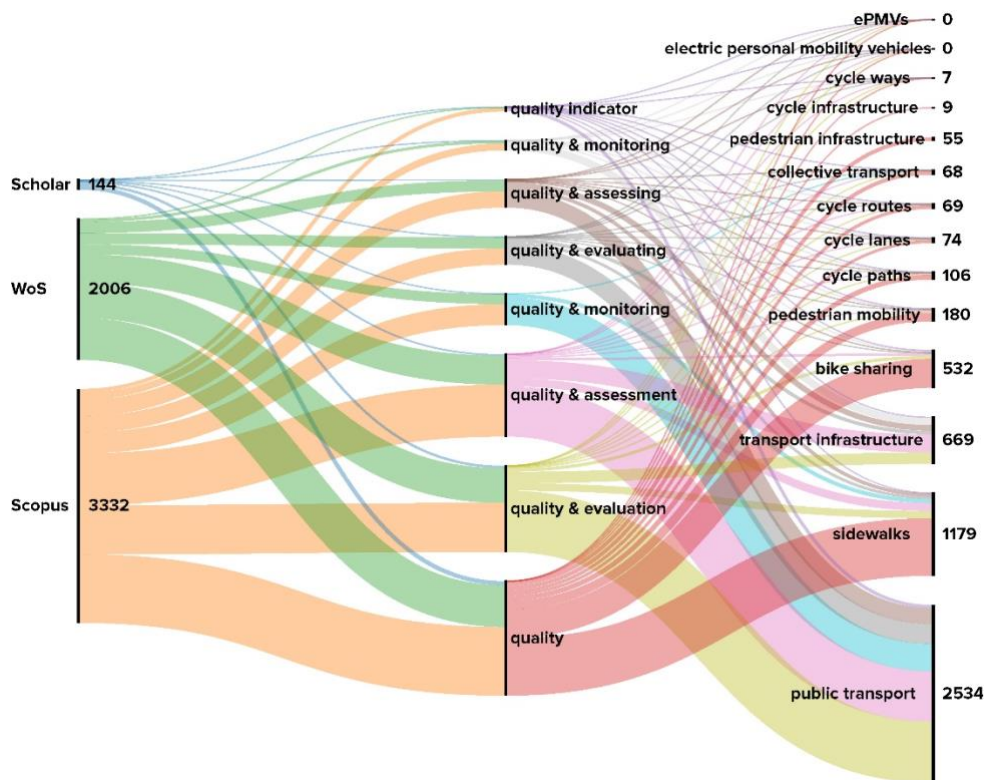 Scholar 144
WoS 2006
Scopus 3332
quality indicator
quality & monitoring
quality & assessing
quality & evaluating
quality & monitoring
quality & assessment
quality & evaluation
quality
ePMVs 0
electric personal mobility vehicles 0
cycle ways 7
cycle infrastructure 9
pedestrian infrastructure 55
collective transport 68
cycle routes 69
cycle lanes 74
cycle paths 106
pedestrian mobility 180
bike sharing 532
transport infrastructure 669
sidewalks 1179
public transport 2534